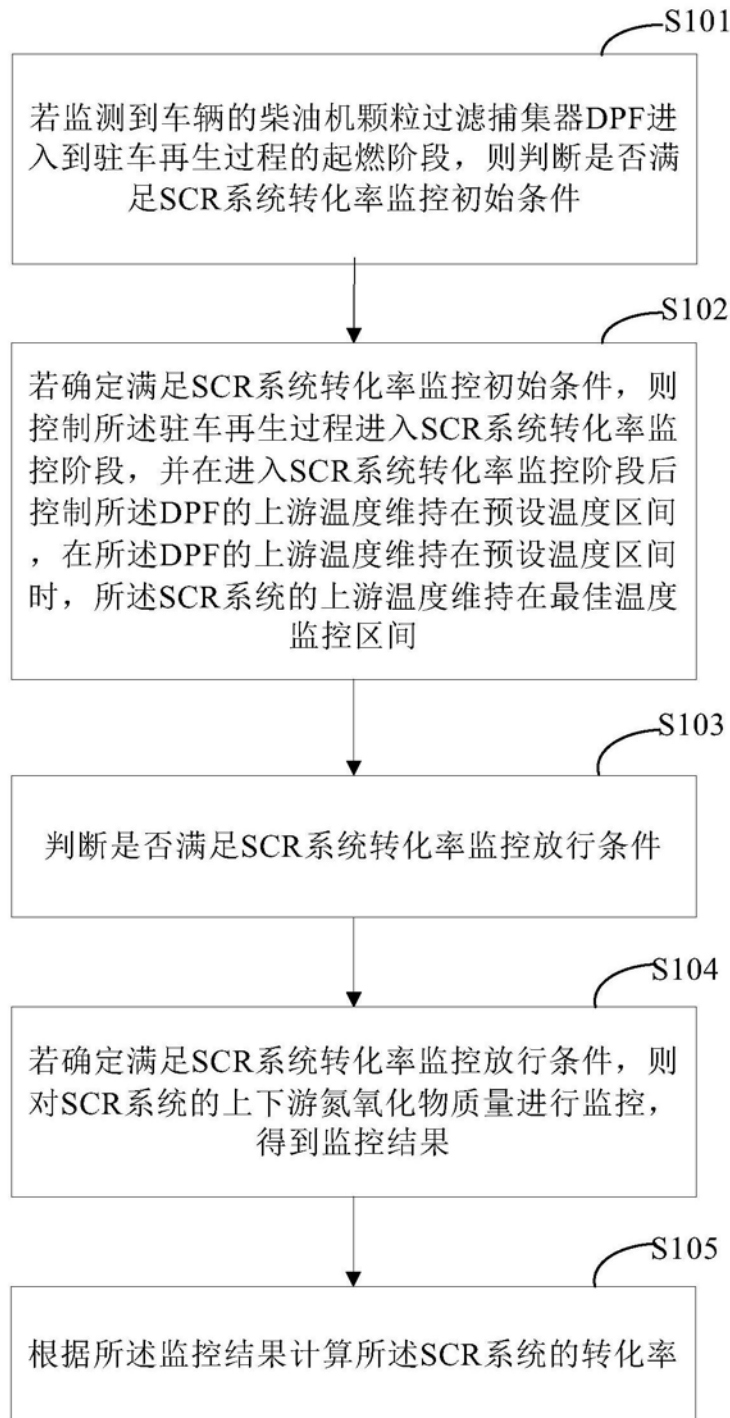 S101
若监测到车辆的柴油机颗粒过滤捕集器DPF进
入到驻车再生过程的起燃阶段，则判断是否满
足SCR系统转化率监控初始条件
S102
若确定满足SCR系统转化率监控初始条件，则
控制所述驻车再生过程进入SCR系统转化率监
控阶段，并在进入SCR系统转化率监控阶段后
控制所述DPF的上游温度维持在预设温度区间
，在所述DPF的上游温度维持在预设温度区间
时，所述SCR系统的上游温度维持在最佳温度
监控区间
S103
判断是否满足SCR系统转化率监控放行条件
S104
若确定满足SCR系统转化率监控放行条件，则
对SCR系统的上下游氮氧化物质量进行监控，
得到监控结果
S105
根据所述监控结果计算所述SCR系统的转化率